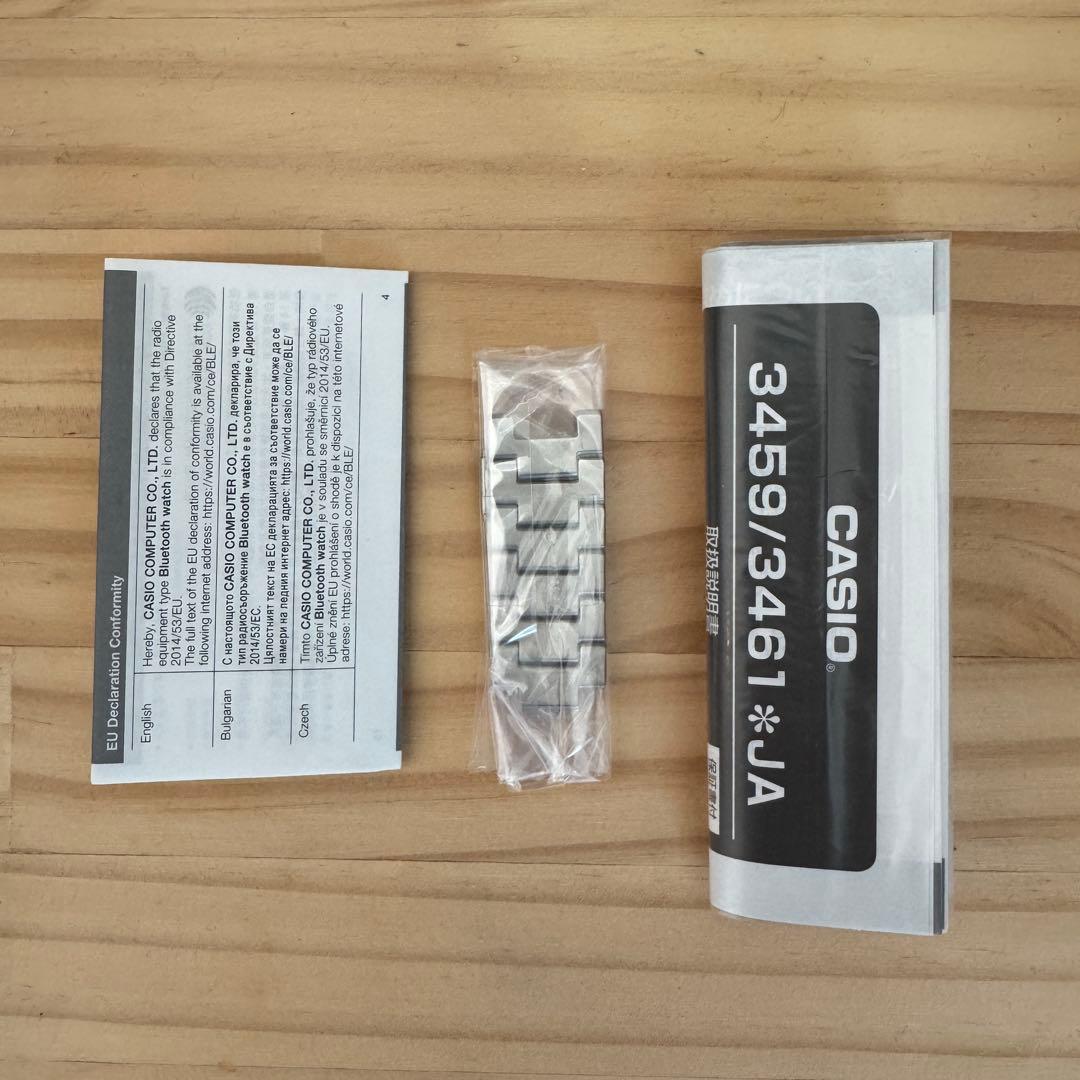 EU Declaration Conformity
English
Hereby, CASIO COMPUTER CO., LTD. declares that the radio
equipment type Bluetooth watch is in compliance with Directive
2014/53/EU.
The full text of the EU declaration of conformity is available at the
following internet address: https://world.casio.com/ce/BLE/
Bulgarian
С настоящото CASIO COMPUTER CO., LTD. декларира, че този
тип радиосъоръжение Bluetooth watch е в съответствие с Директива
2014/53/ЕС.
Цялостният текст на ЕС декларацията за съответствие може да се
намери на следния интернет адрес: https://world.casio.com/ce/BLE/
Czech
Tímto CASIO COMPUTER CO., LTD. prohlašuje, že typ rádiového
zařízení Bluetooth watch je v souladu se směrnicí 2014/53/EU.
Úplné znění EU prohlášení o shodě je k dispozici na této internetové
adrese: https://world.casio.com/ce/BLE/
4
CASIO®
3459/3461※JA
取扱説明書
保証書付